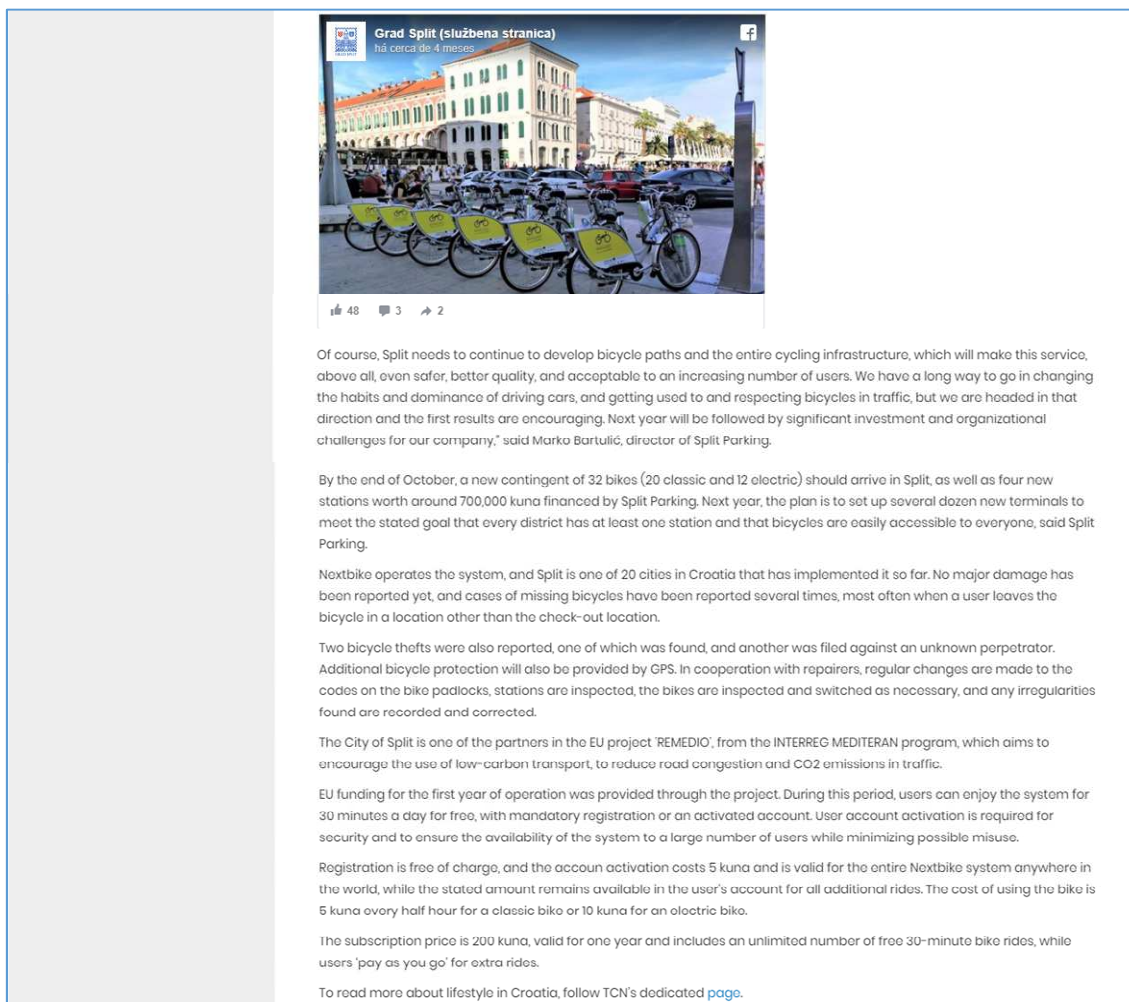 Grad Split (službena stranica)
há cerca de 4 meses
48 3 2
Of course, Split needs to continue to develop bicycle paths and the entire cycling infrastructure, which will make this service,
above all, even safer, better quality, and acceptable to an increasing number of users. We have a long way to go in changing
the habits and dominance of driving cars, and getting used to and respecting bicycles in traffic, but we are headed in that
direction and the first results are encouraging. Next year will be followed by significant investment and organizational
challenges for our company,” said Marko Bartulić, director of Split Parking.
By the end of October, a new contingent of 32 bikes (20 classic and 12 electric) should arrive in Split, as well as four new
stations worth around 700,000 kuna financed by Split Parking. Next year, the plan is to set up several dozen new terminals to
meet the stated goal that every district has at least one station and that bicycles are easily accessible to everyone, said Split
Parking.
Nextbike operates the system, and Split is one of 20 cities in Croatia that has implemented it so far. No major damage has
been reported yet, and cases of missing bicycles have been reported several times, most often when a user leaves the
bicycle in a location other than the check-out location.
Two bicycle thefts were also reported, one of which was found, and another was filed against an unknown perpetrator.
Additional bicycle protection will also be provided by GPS. In cooperation with repairers, regular changes are made to the
codes on the bike padlocks, stations are inspected, the bikes are inspected and switched as necessary, and any irregularities
found are recorded and corrected.
The City of Split is one of the partners in the EU project 'REMEDIO', from the INTERREG MEDITERAN program, which aims to
encourage the use of low-carbon transport, to reduce road congestion and CO2 emissions in traffic.
EU funding for the first year of operation was provided through the project. During this period, users can enjoy the system for
30 minutes a day for free, with mandatory registration or an activated account. User account activation is required for
security and to ensure the availability of the system to a large number of users while minimizing possible misuse.
Registration is free of charge, and the accoun activation costs 5 kuna and is valid for the entire Nextbike system anywhere in
the world, while the stated amount remains available in the user's account for all additional rides. The cost of using the bike is
5 kuna every half hour for a classic bike or 10 kuna for an electric bike.
The subscription price is 200 kuna, valid for one year and includes an unlimited number of free 30-minute bike rides, while
users 'pay as you go' for extra rides.
To read more about lifestyle in Croatia, follow TCN's dedicated page.